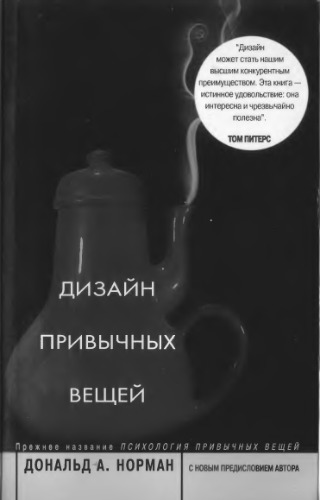 "Дизайн
может стать нашим
высшим конкурентным
преимуществом. Эта книга —
истинное удовольствие: она
интересна и чрезвычайно
полезна".
ТОМ ПИТЕРС
ДИЗАЙН
ПРИВЫЧНЫХ
ВЕЩЕЙ
Прежнее название ПСИХОЛОГИЯ ПРИВЫЧНЫХ ВЕЩЕЙ
ДОНАЛЬД А. НОРМАН
С НОВЫМ ПРЕДИСЛОВИЕМ АВТОРА